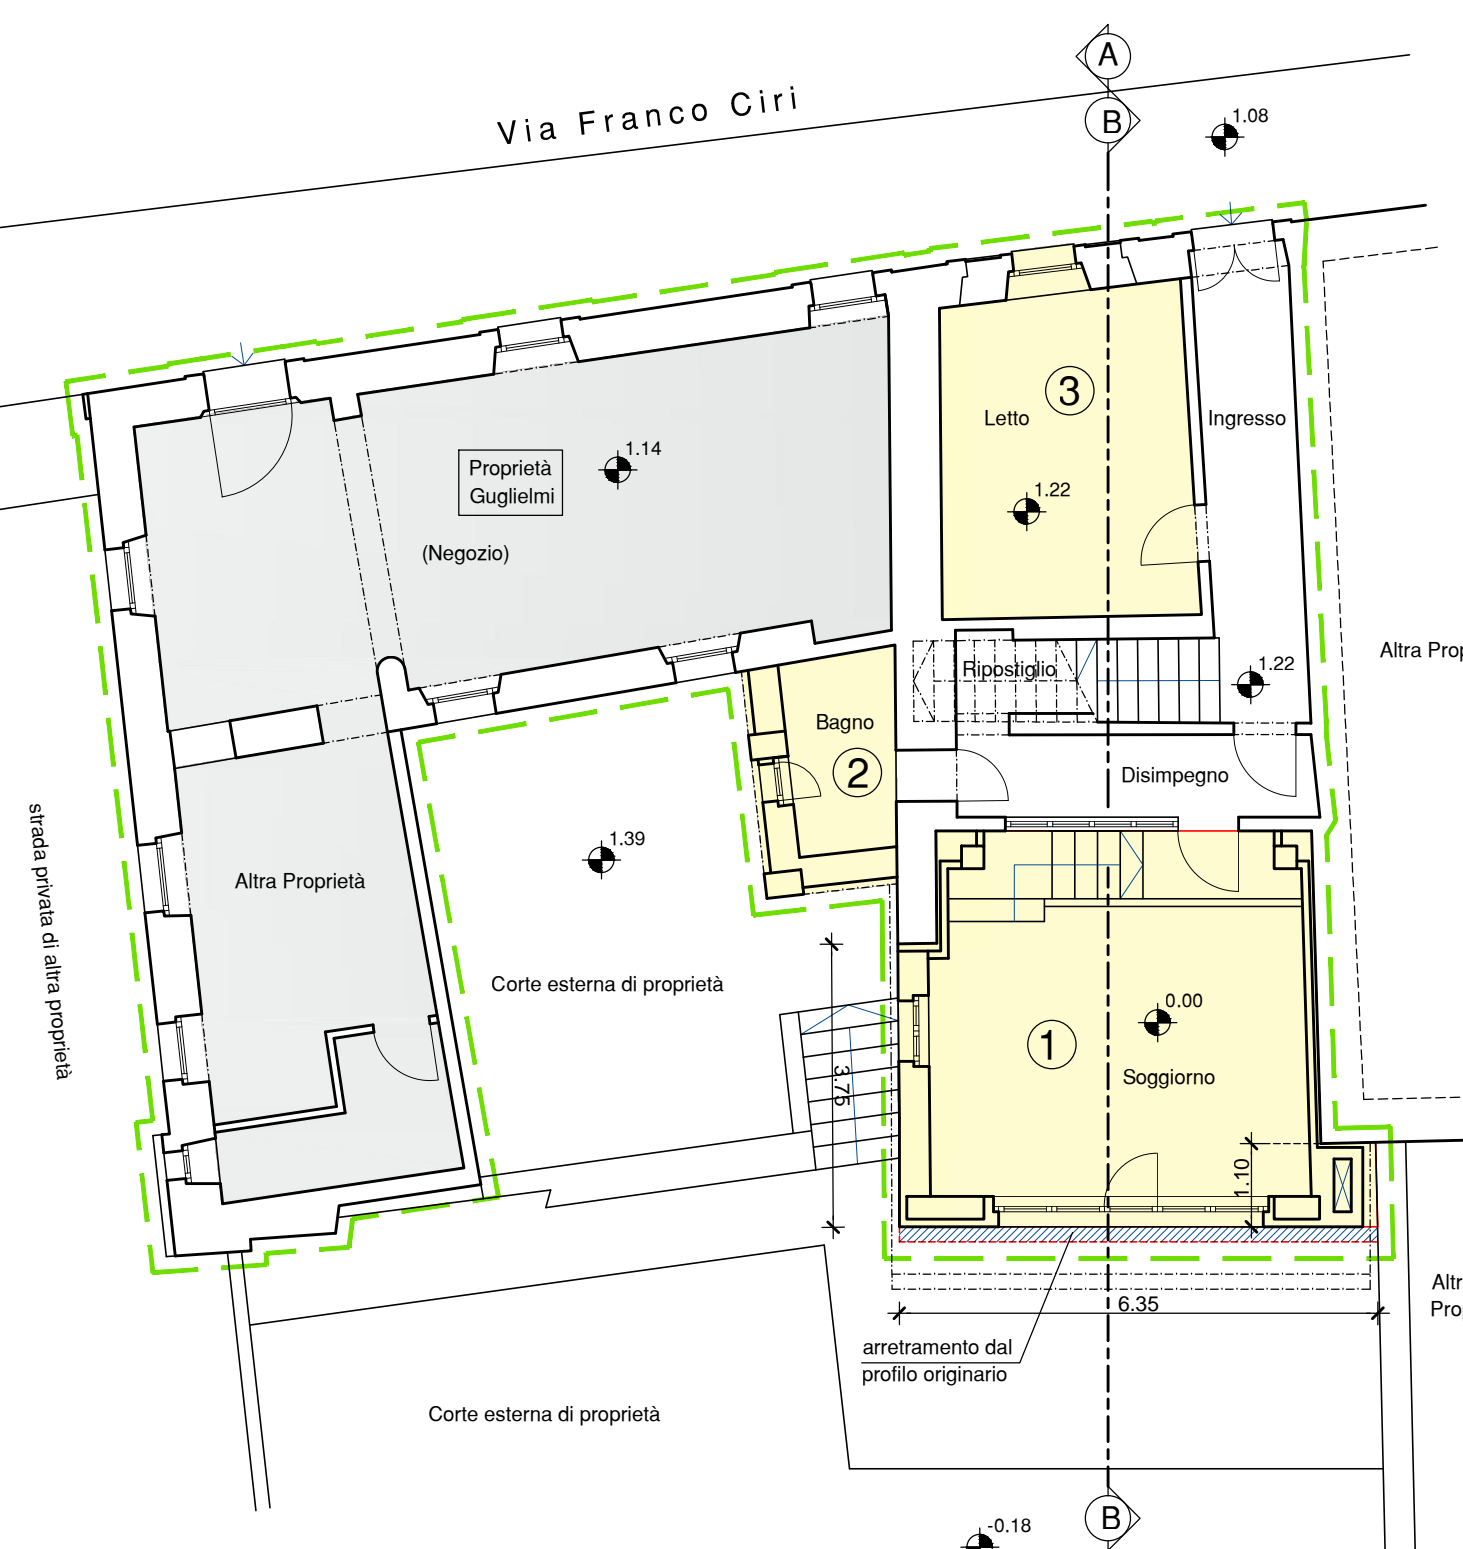 A
Via Franco Ciri
B
1.08
3
Letto
Ingresso
1.14
Proprietà
Guglielmi
1.22
(Negozio)
Altra Prop
Ripostiglio
1.22
Bagno
2
Disimpegno
strada privata di altra proprietà
1.39
Altra Proprietà
Corte esterna di proprietà
0.00
1
Soggiorno
3.75
1.10
Altr
Pro
6.35
arretramento dal
profilo originario
Corte esterna di proprietà
B
-0.18